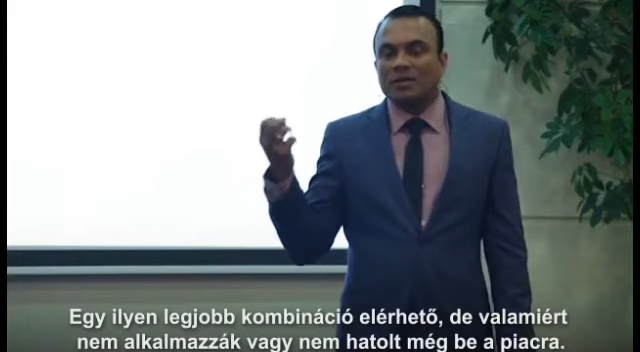 Egy ilyen legjobb kombináció elérhető, de valamiért
nem alkalmazzák vagy nem hatolt még be a piacra.